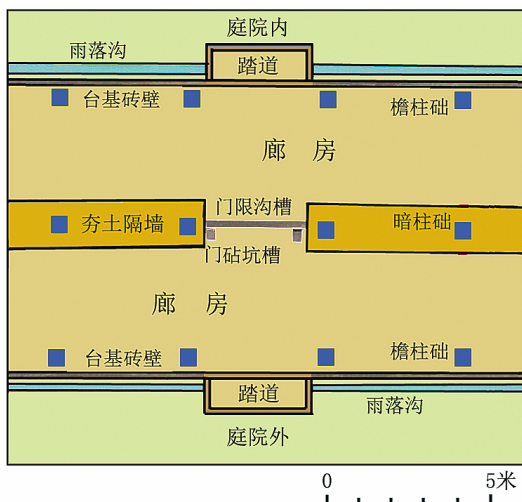 庭院内
雨落沟
踏道
台基砖壁
檐柱础
廊 房
门限沟槽
夯土隔墙
暗柱础
门砧坑槽
廊 房
台基砖壁
檐柱础
踏道
雨落沟
庭院外
0 5米